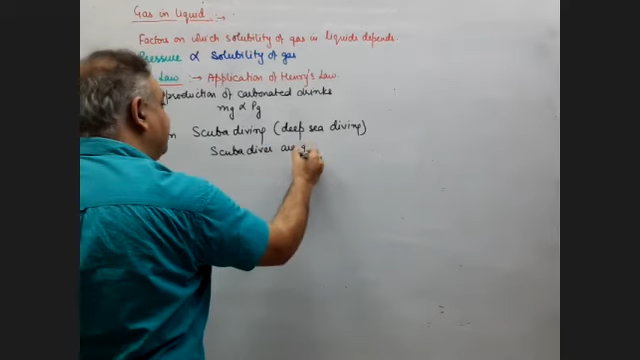 Gas in liquid :→
Factors on which solubility of gas in liquids depends.
Pressure ∝ Solubility of gas
Law :→ Application of Henry's Law
production of carbonated drinks
mg ∝ Pg
Scuba diving (deep sea diving)
Scuba diver are